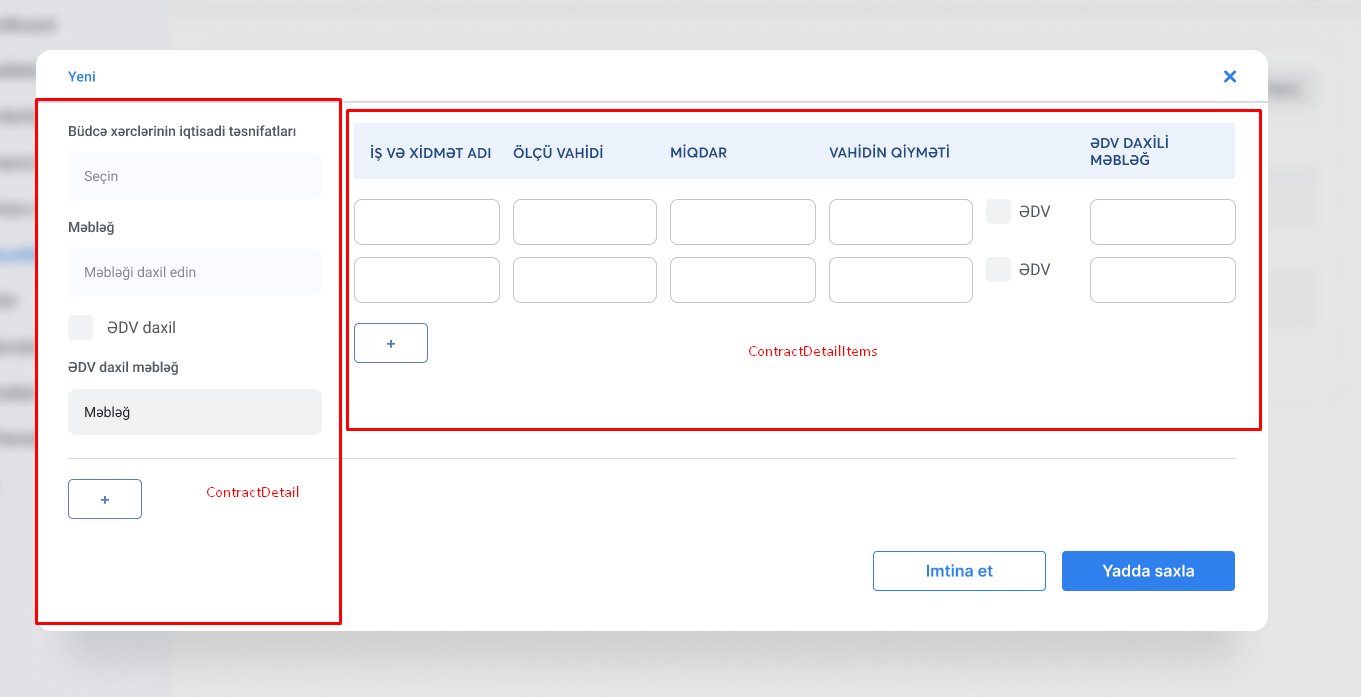 Yeni
Büdcə xərclərinin iqtisadi təsnifatları
Seçin
Məbləğ
Məbləği daxil edin
ƏDV daxil
ƏDV daxil məbləğ
Məbləğ
+
ContractDetail
İŞ VƏ XİDMƏT ADI
ÖLÇÜ VAHİDİ
MİQDAR
VAHİDİN QİYMƏTİ
ƏDV DAXİLİ
MƏBLƏĞ
ƏDV
ƏDV
+
ContractDetailItems
Imtina et
Yadda saxla